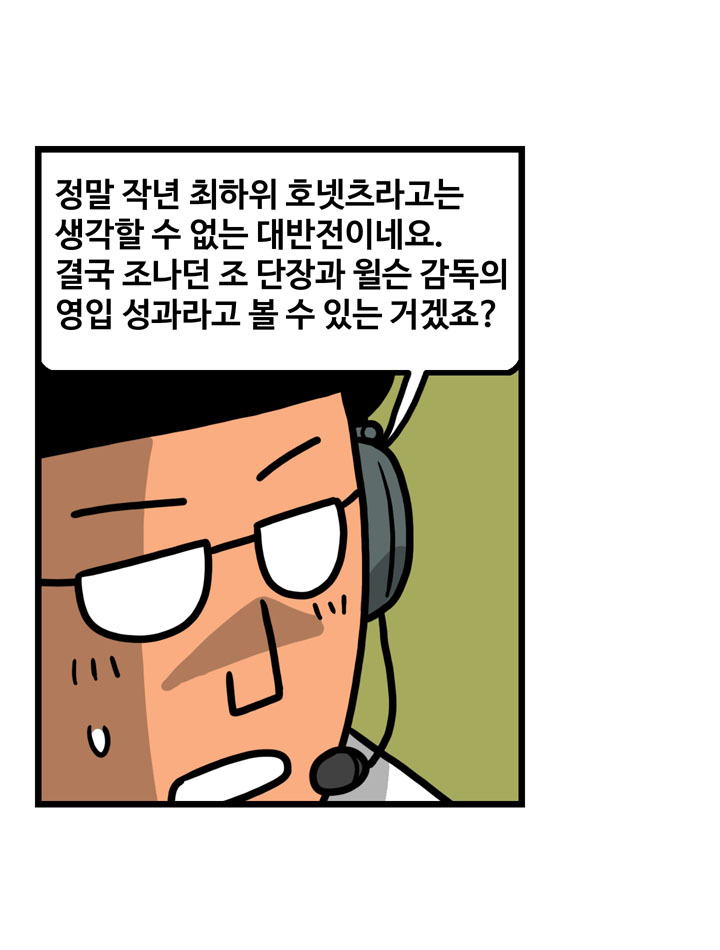 정말 작년 최하위 호넷츠라고는
생각할 수 없는 대반전이네요.
결국 조나던 조 단장과 윌슨 감독의
영입 성과라고 볼 수 있는 거겠죠?